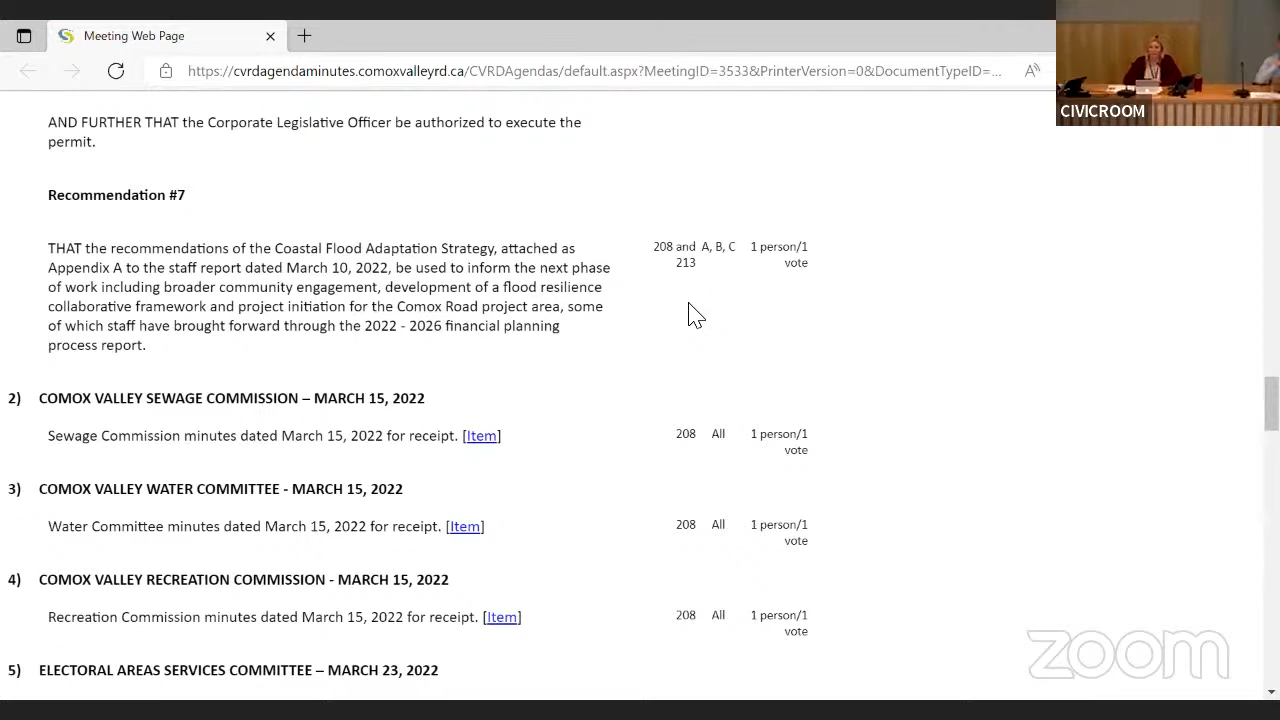 Meeting Web Page
https://cvrdagendaminutes.comoxvalleyrd.ca/CVRDAgendas/default.aspx?MeetingID=3533&PrinterVersion=0&DocumentTypeID=...
CIVICROOM
AND FURTHER THAT the Corporate Legislative Officer be authorized to execute the
permit.
Recommendation #7
THAT the recommendations of the Coastal Flood Adaptation Strategy, attached as
Appendix A to the staff report dated March 10, 2022, be used to inform the next phase
of work including broader community engagement, development of a flood resilience
collaborative framework and project initiation for the Comox Road project area, some
of which staff have brought forward through the 2022 - 2026 financial planning
process report.
208 and A, B, C 1 person/1
213 vote
2) COMOX VALLEY SEWAGE COMMISSION – MARCH 15, 2022
Sewage Commission minutes dated March 15, 2022 for receipt. [Item] 208 All 1 person/1
vote
3) COMOX VALLEY WATER COMMITTEE - MARCH 15, 2022
Water Committee minutes dated March 15, 2022 for receipt. [Item] 208 All 1 person/1
vote
4) COMOX VALLEY RECREATION COMMISSION - MARCH 15, 2022
Recreation Commission minutes dated March 15, 2022 for receipt. [Item] 208 All 1 person/1
vote
5) ELECTORAL AREAS SERVICES COMMITTEE – MARCH 23, 2022
zoom